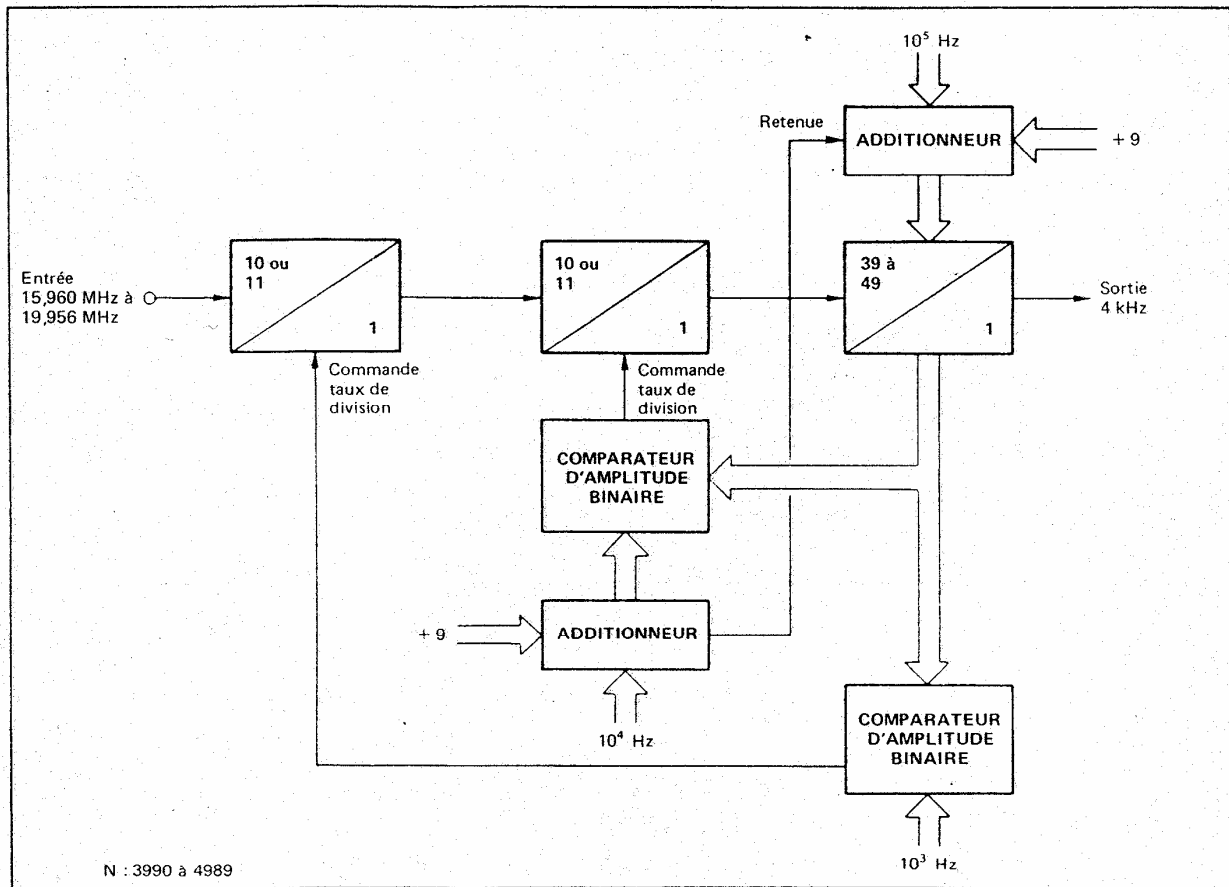 10⁵ Hz
Retenue
ADDITIONNEUR
+ 9
Entrée
15,960 MHz à
19,956 MHz
10 ou
11
1
10 ou
11
1
39 à
49
1
Sortie
4 kHz
Commande
taux de
division
Commande
taux de
division
COMPARATEUR
D'AMPLITUDE
BINAIRE
+ 9
ADDITIONNEUR
10⁴ Hz
COMPARATEUR
D'AMPLITUDE
BINAIRE
10³ Hz
N : 3990 à 4989